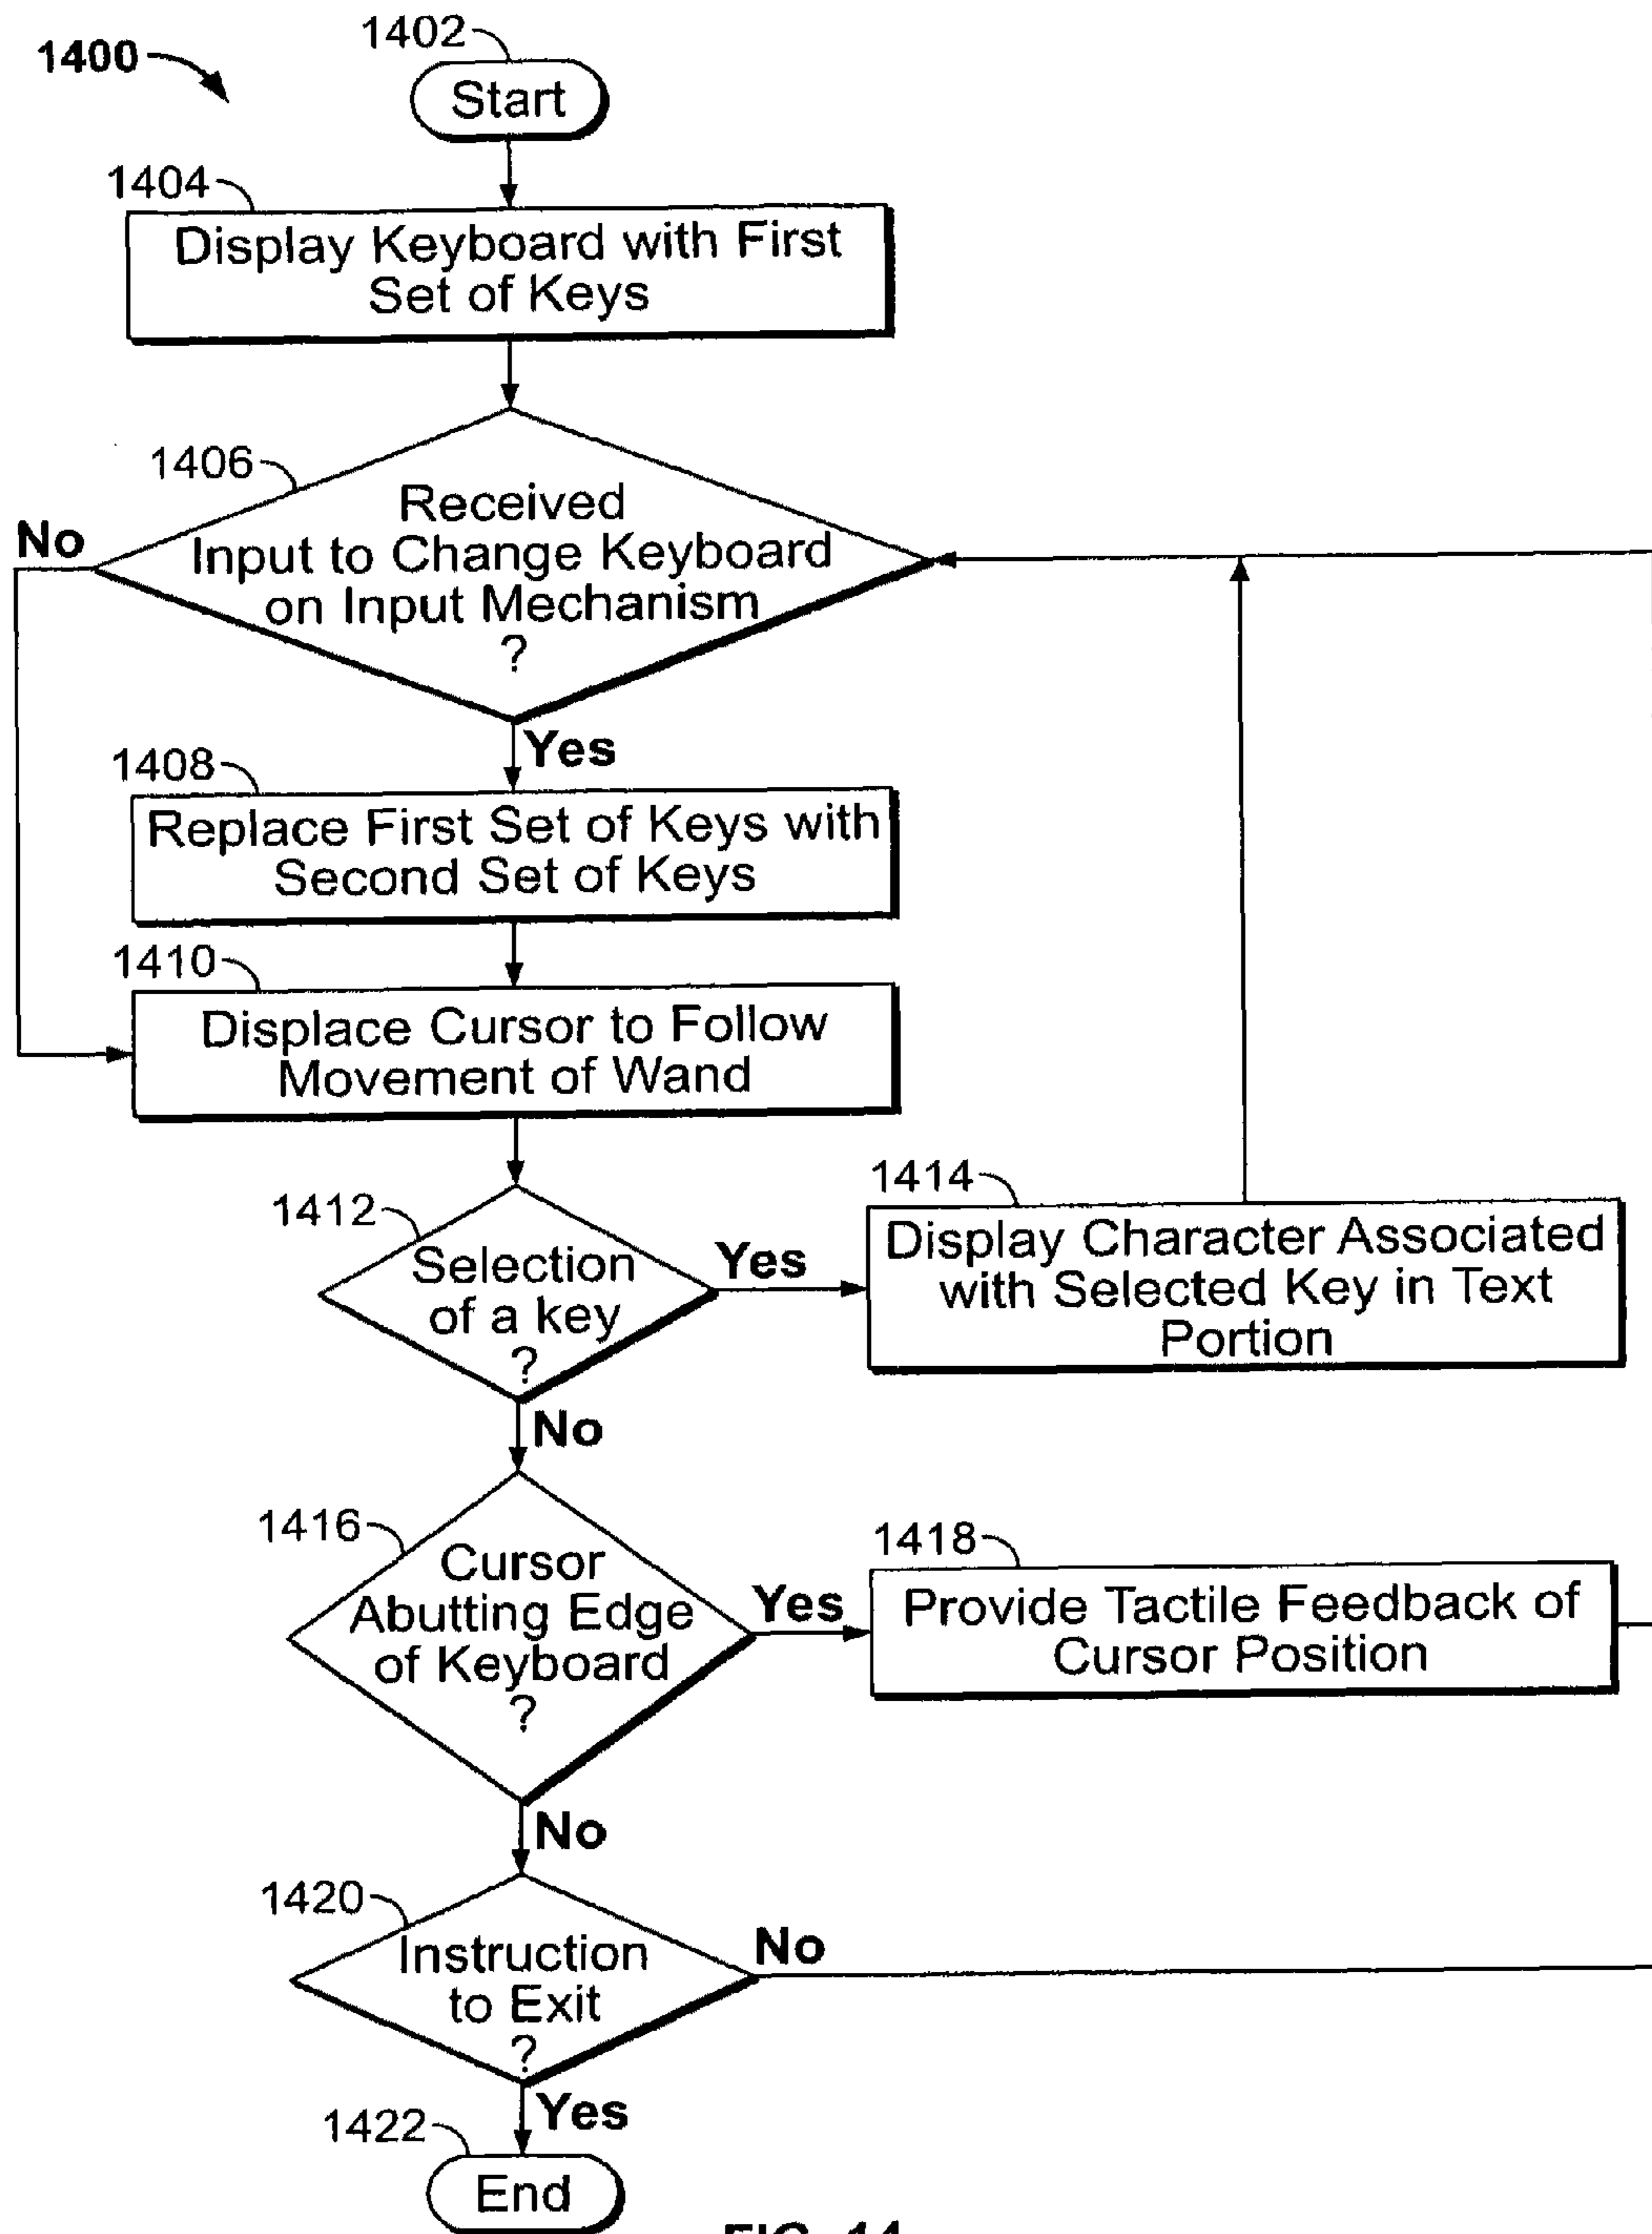 1400
1402
Start
1404
Display Keyboard with First
Set of Keys
1406
Received
Input to Change Keyboard
on Input Mechanism
?
No
Yes
1408
Replace First Set of Keys with
Second Set of Keys
1410
Displace Cursor to Follow
Movement of Wand
1412
Selection
of a key
?
Yes
1414
Display Character Associated
with Selected Key in Text
Portion
No
1416
Cursor
Abutting Edge
of Keyboard
?
Yes
1418
Provide Tactile Feedback of
Cursor Position
No
1420
Instruction
to Exit
?
No
Yes
1422
End
FIG. 14